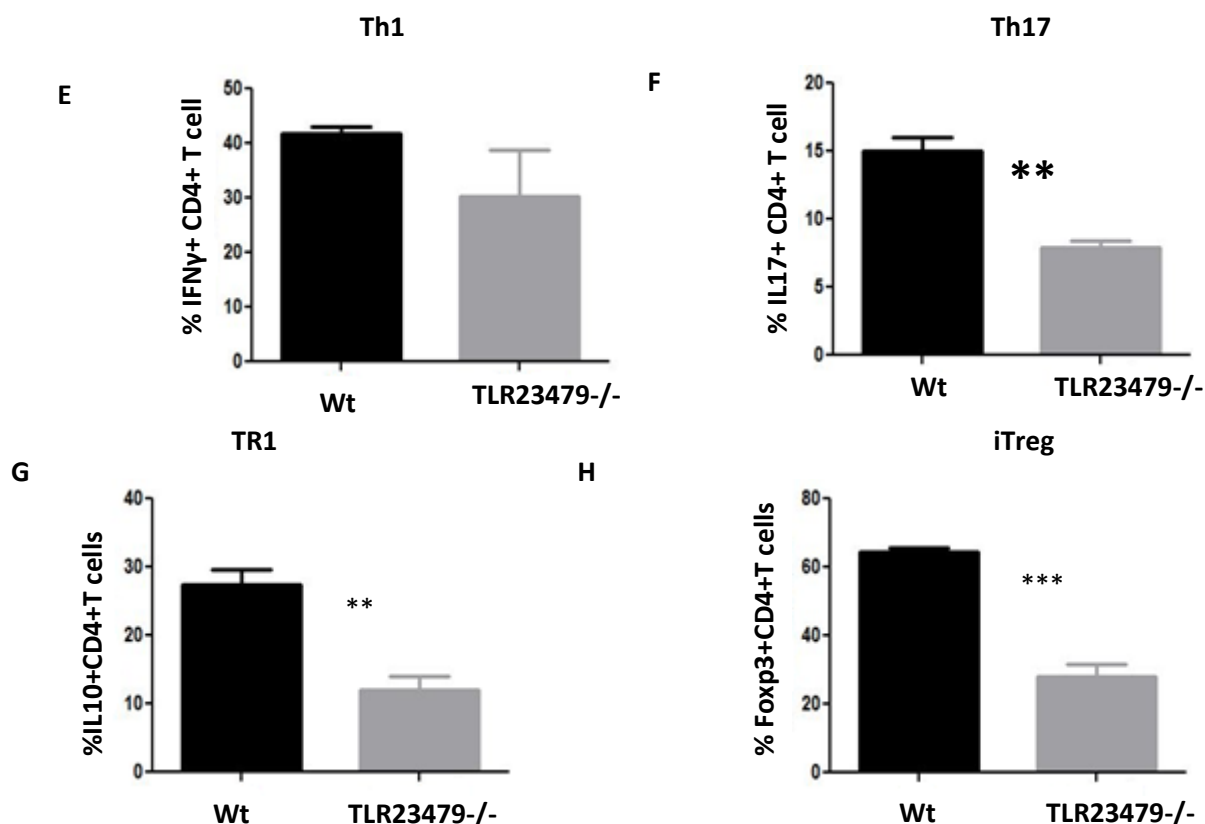 Th1
Th17
E
F
% IFNγ+ CD4+ T cell
50
40
30
20
10
0
Wt
TLR23479-/-
% IL17+ CD4+ T cell
20
15
10
5
0
**
Wt
TLR23479-/-
TR1
iTreg
G
H
%IL10+CD4+T cells
40
30
20
10
0
**
Wt
TLR23479-/-
% Foxp3+CD4+T cells
80
60
40
20
0
***
Wt
TLR23479-/-